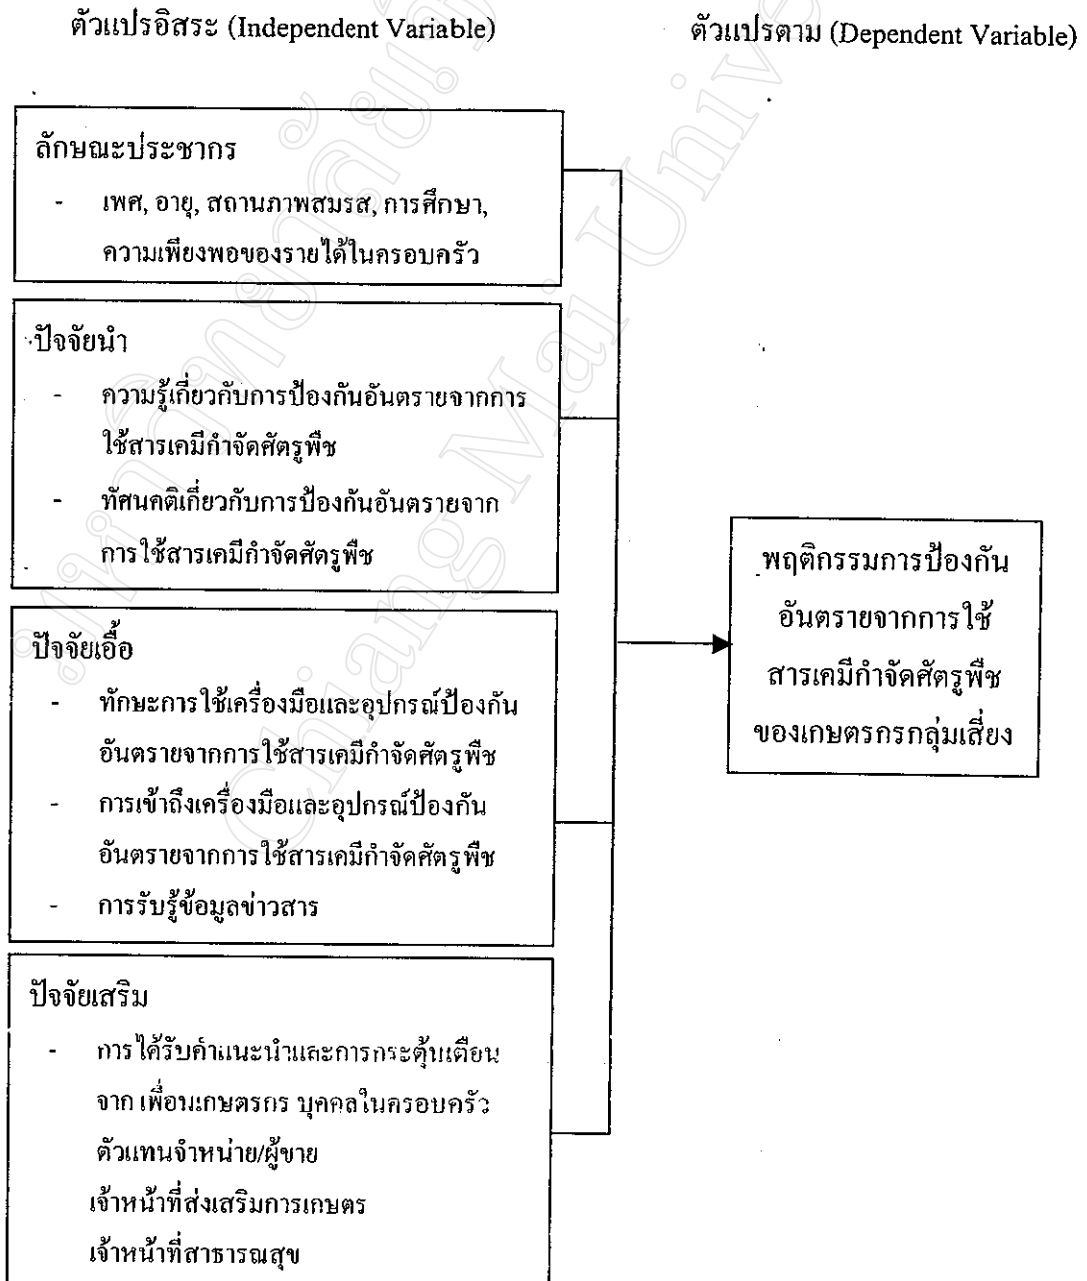 ตัวแปรอิสระ (Independent Variable)
ตัวแปรตาม (Dependent Variable)
ลักษณะประชากร
- เพศ, อายุ, สถานภาพสมรส, การศึกษา,
ความเพียงพอของรายได้ในครอบครัว
ปัจจัยนำ
- ความรู้เกี่ยวกับการป้องกันอันตรายจากการ
ใช้สารเคมีกำจัดศัตรูพืช
- ทัศนคติเกี่ยวกับการป้องกันอันตรายจาก
การใช้สารเคมีกำจัดศัตรูพืช
ปัจจัยเอื้อ
- ทักษะการใช้เครื่องมือและอุปกรณ์ป้องกัน
อันตรายจากการใช้สารเคมีกำจัดศัตรูพืช
- การเข้าถึงเครื่องมือและอุปกรณ์ป้องกัน
อันตรายจากการใช้สารเคมีกำจัดศัตรูพืช
- การรับรู้ข้อมูลข่าวสาร
ปัจจัยเสริม
- การได้รับคำแนะนำและการกระตุ้นเตือน
จาก เพื่อนเกษตรกร บุคคลในครอบครัว
ตัวแทนจำหน่าย/ผู้ขาย
เจ้าหน้าที่ส่งเสริมการเกษตร
เจ้าหน้าที่สาธารณสุข
พฤติกรรมการป้องกัน
อันตรายจากการใช้
สารเคมีกำจัดศัตรูพืช
ของเกษตรกรกลุ่มเสี่ยง
Chiang Mai Unive